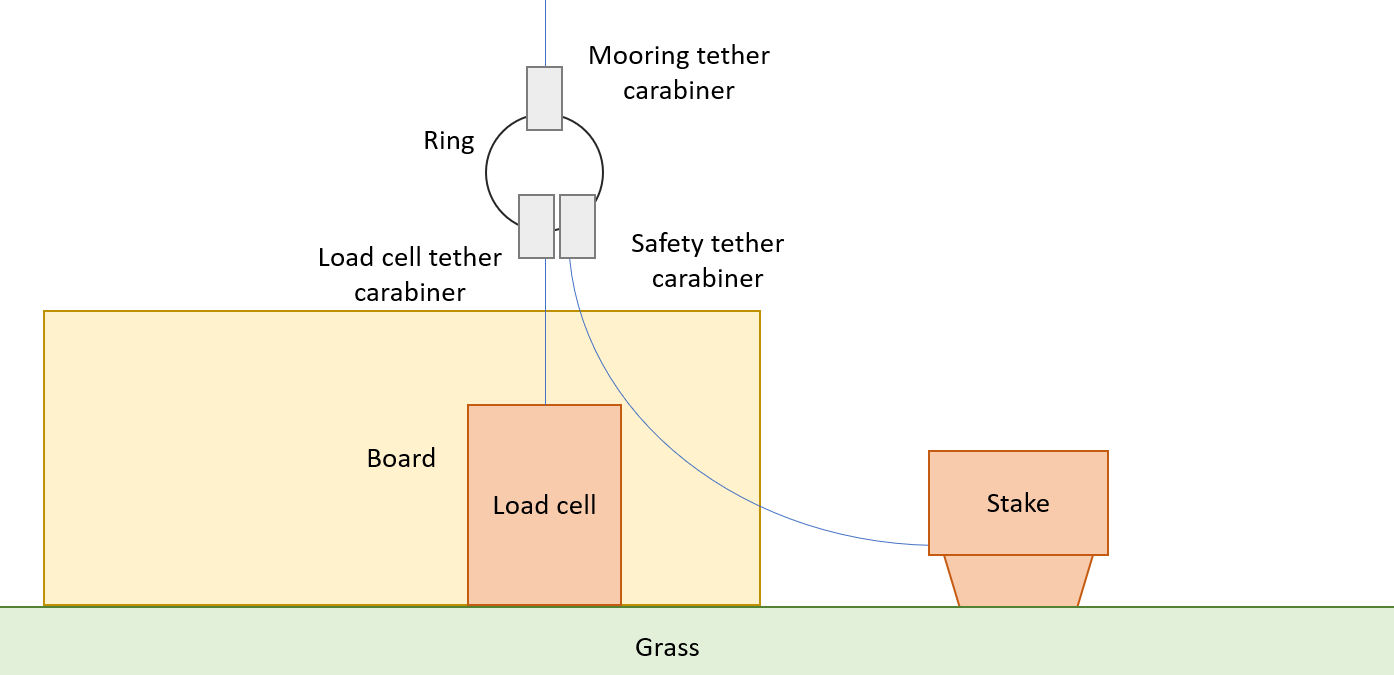 Mooring tether
carabiner
Ring
Load cell tether
carabiner
Safety tether
carabiner
Board
Load cell
Stake
Grass